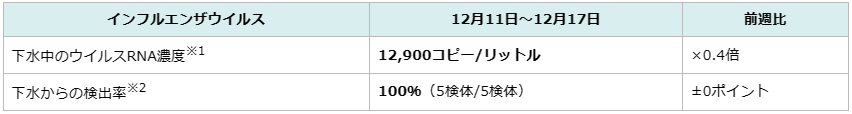 インフルエンザウイルス 12月11日～12月17日 前週比
下水中のウイルスRNA濃度※1 12,900コピー/リットル ×0.4倍
下水からの検出率※2 100%（5検体/5検体） ±0ポイント